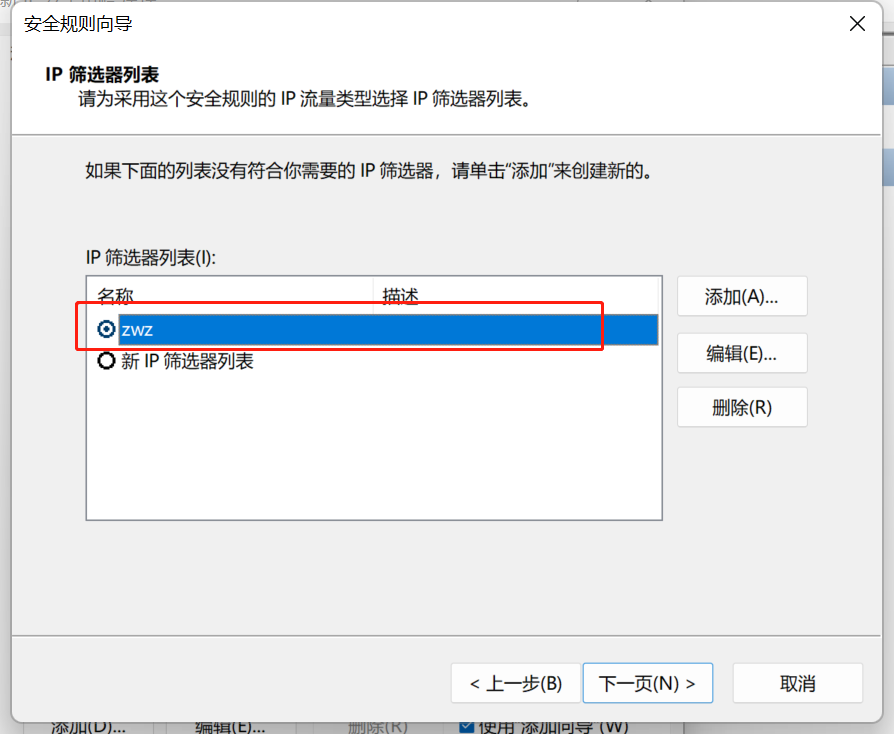 安全规则向导
IP 筛选器列表
请为采用这个安全规则的 IP 流量类型选择 IP 筛选器列表。
如果下面的列表没有符合你需要的 IP 筛选器，请单击“添加”来创建新的。
IP 筛选器列表(I):
名称 描述
zwz
新 IP 筛选器列表
添加(A)...
编辑(E)...
删除(R)
< 上一步(B) 下一页(N) > 取消
添加(D)... 编辑(E)... 删除(R) 使用 添加向导 (W)